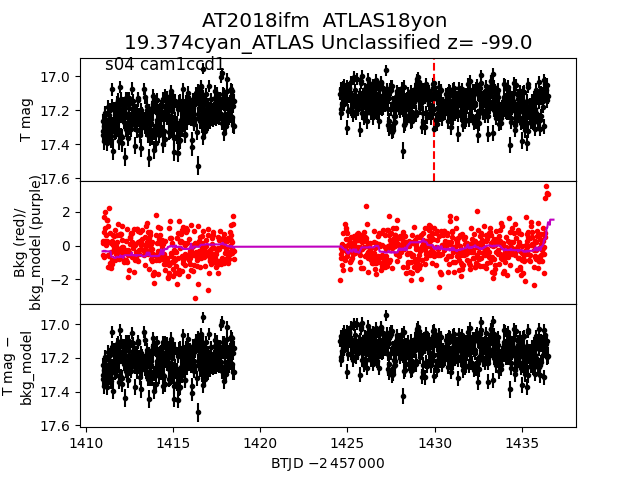 AT2018ifm  ATLAS18yon
19.374cyan_ATLAS Unclassified z= -99.0
s04 cam1ccd1
T mag
17.0
17.2
17.4
17.6
Bkg (red)/
bkg_model (purple)
2
0
−2
T mag −
bkg_model
17.0
17.2
17.4
17.6
1410 1415 1420 1425 1430 1435
BTJD −2 457 000